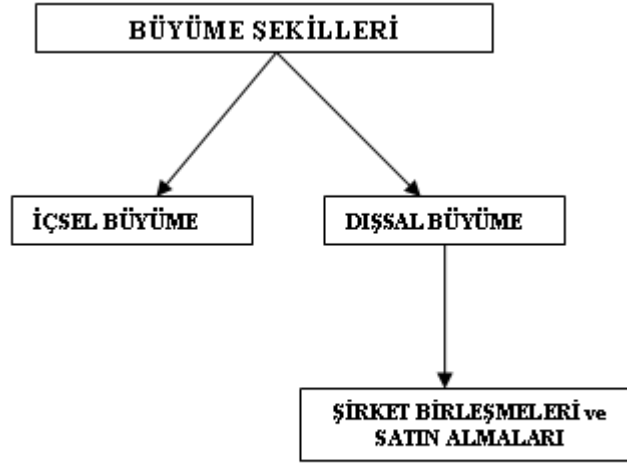 BÜYÜME ŞEKİLLERİ
İÇSEL BÜYÜME
DIŞSAL BÜYÜME
ŞİRKET BİRLEŞMELERİ ve
SATIN ALMALARI